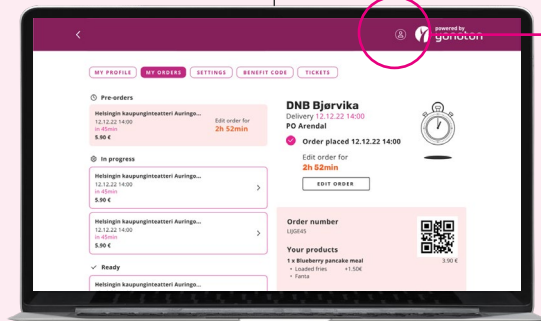 powered by
yonoton
MY PROFILE
MY ORDERS
SETTINGS
BENEFIT CODE
TICKETS
Pre-orders
Helsingin kaupunginteatteri Auringo...
12.12.22 14:00
in 45min
5.90 €
Edit order for
2h 52min
In progress
Helsingin kaupunginteatteri Auringo...
12.12.22 14:00
in 45min
5.90 €
Helsingin kaupunginteatteri Auringo...
12.12.22 14:00
in 45min
5.90 €
Ready
Helsingin kaupunginteatteri Auringo...
DNB Bjørvika
Delivery 12.12.22 14:00
PO Arendal
Order placed 12.12.22 14:00
Edit order for
2h 52min
EDIT ORDER
Order number
IJJGE45
Your products
1 x Blueberry pancake meal 3.90 €
• Loaded fries +1.50€
• Fanta